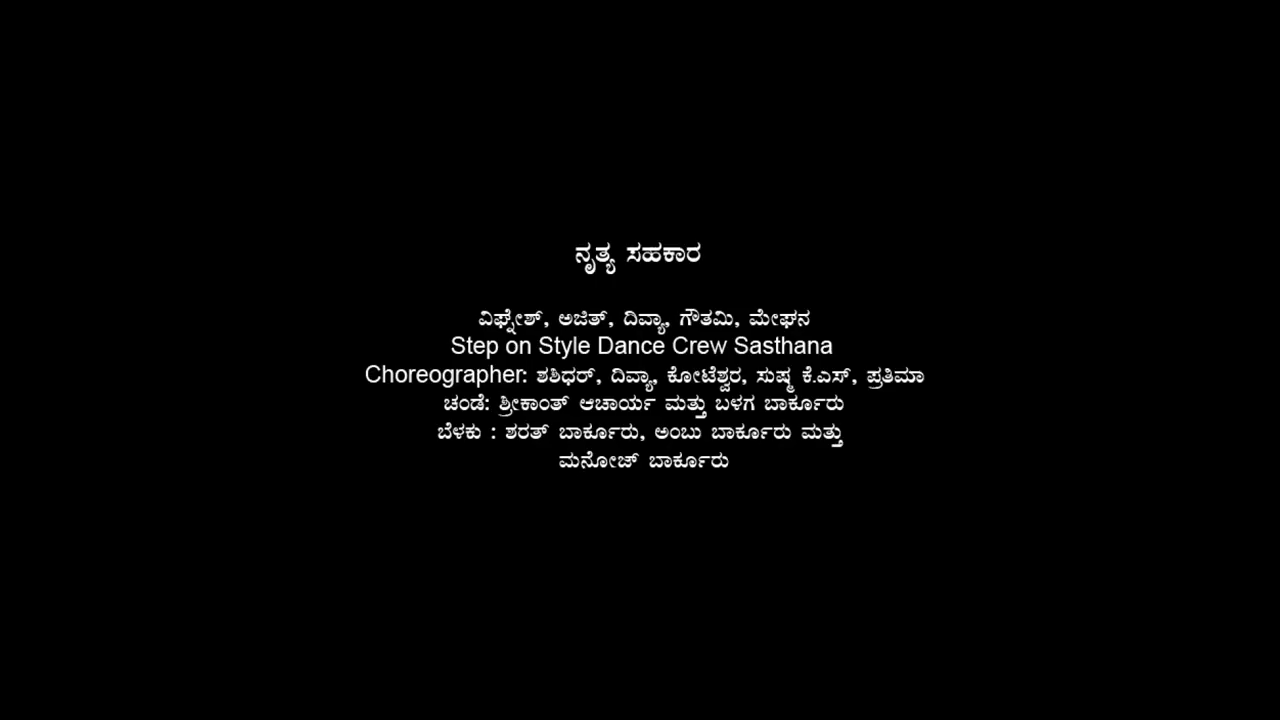 ನೃತ್ಯ ಸಹಕಾರ
ವಿಘ್ನೇಶ್, ಅಜಿತ್, ದಿವ್ಯಾ, ಗೌತಮಿ, ಮೇಘನ
Step on Style Dance Crew Sasthana
Choreographer: ಶಶಿಧರ್, ದಿವ್ಯಾ, ಕೋಟೆಶ್ವರ, ಸುಷ್ಮ ಕೆ.ಎಸ್, ಪ್ರತಿಮಾ
ಚಂಡೆ: ಶ್ರೀಕಾಂತ್ ಆಚಾರ್ಯ ಮತ್ತು ಬಳಗ ಬಾರ್ಕೂರು
ಬೆಳಕು : ಶರತ್ ಬಾರ್ಕೂರು, ಅಂಬು ಬಾರ್ಕೂರು ಮತ್ತು
ಮನೋಜ್ ಬಾರ್ಕೂರು